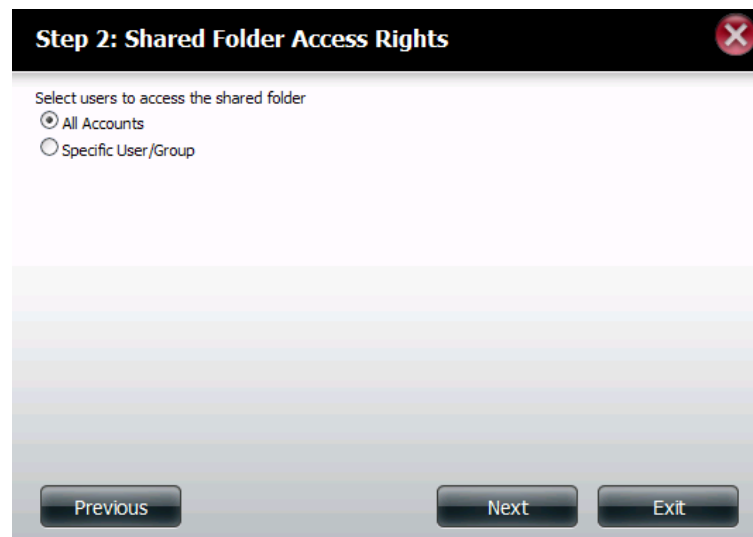 Step 2: Shared Folder Access Rights
Select users to access the shared folder
All Accounts
Specific User/Group
Previous Next Exit